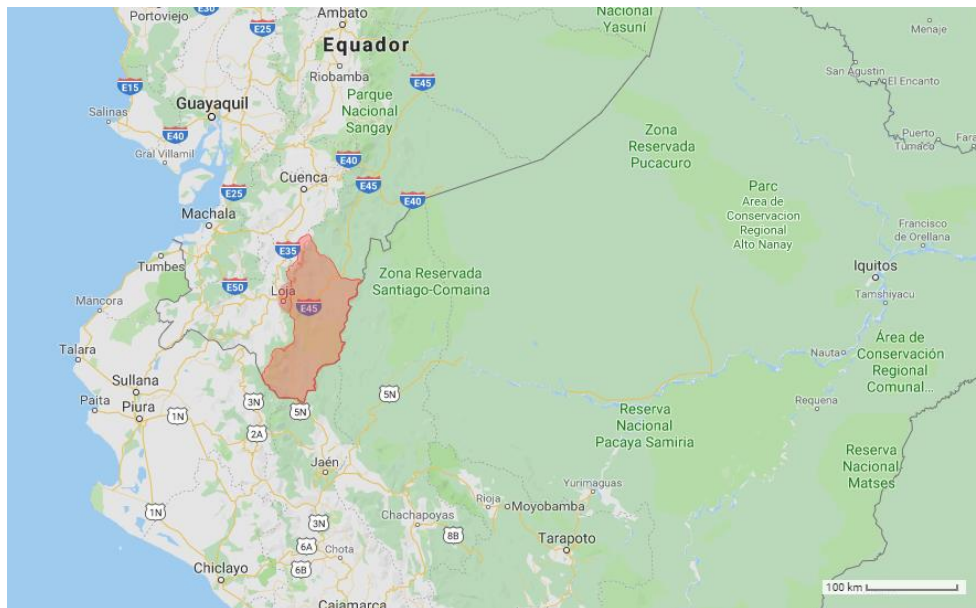 Portoviejo
E30
E25
Ambato
Nacional
Yasuní
Menaje
Equador
E15
Riobamba
E45
San Agustin
El Encanto
Salinas
Guayaquil
Parque
Nacional
Sangay
E40
Gral Villamil
Zona
Reservada
Pucacuro
Puerto
Tumaco
Fara
E40
Cuenca
E45
E25
E40
Parc
Area de
Conservacion
Regional
Alto Nanay
Machala
Francisco
de Orellana
E35
Tumbes
Zona Reservada
Santiago-Comaina
Iquitos
E50
Loja
E45
Mancora
Tamshiyacu
Talara
Nauta
Área de
Conservación
Regional
Comunal...
Sullana
Paita
Piura
1N
3N
5N
5N
2A
Requena
Reserva
Nacional
Pacaya Samiria
Reserva
Nacional
Matses
Jaén
Yurimaguas
Rioja
Moyobamba
1N
3N
Chachapoyas
8B
Tarapoto
6A
Chota
6B
Chiclayo
Cajamarca
100 km